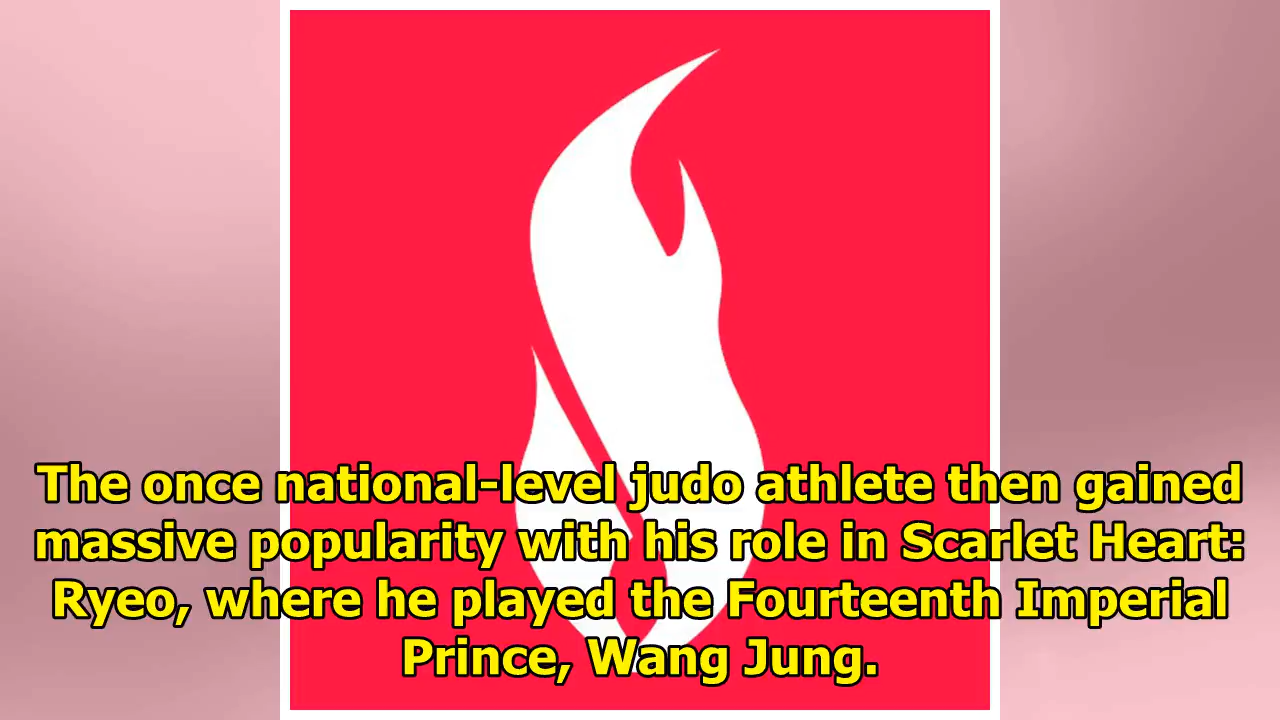 The once national-level judo athlete then gained
massive popularity with his role in Scarlet Heart:
Ryeo, where he played the Fourteenth Imperial
Prince, Wang Jung.